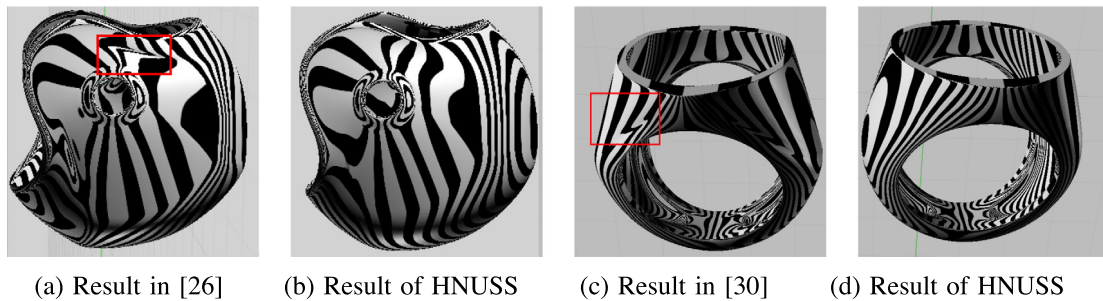 (a) Result in [26]
(b) Result of HNUSS
(c) Result in [30]
(d) Result of HNUSS